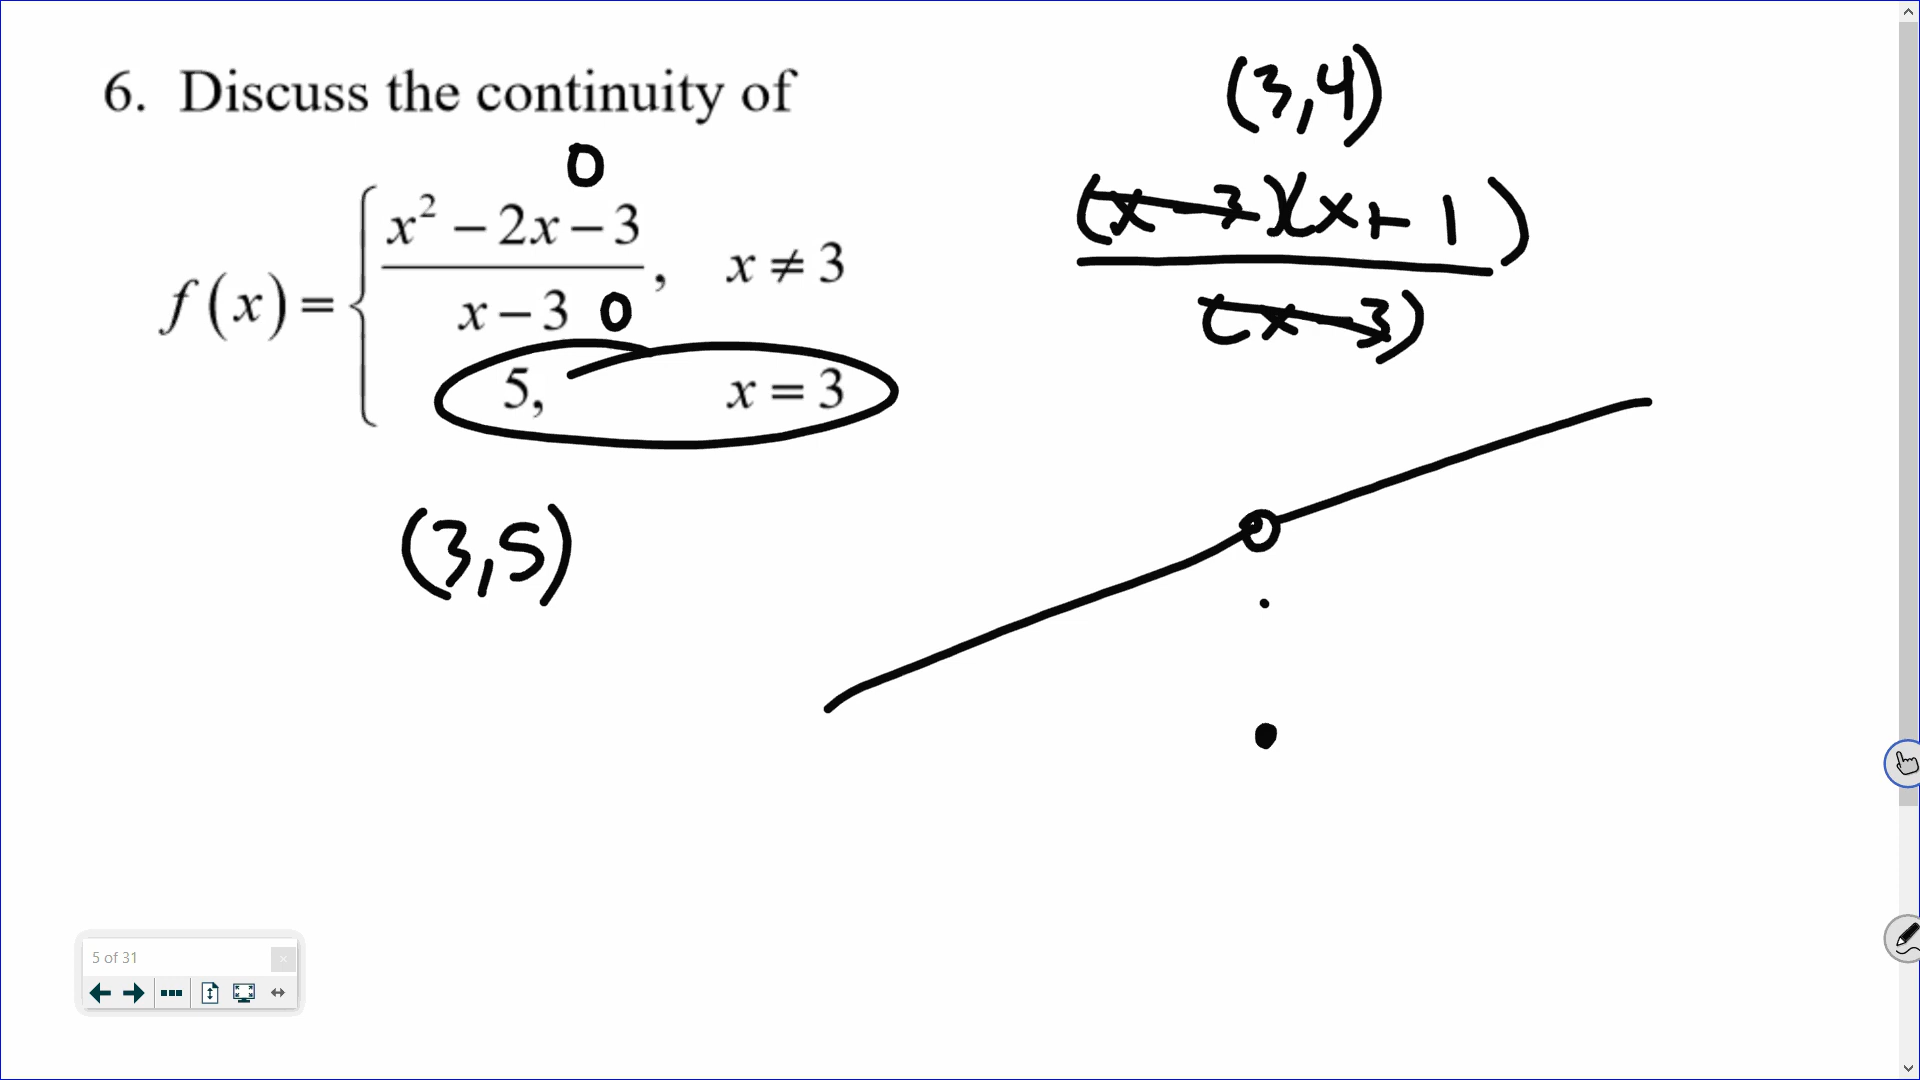 6. Discuss the continuity of
0
x² − 2x − 3
f(x) = { ―――――― , x ≠ 3
x − 3 0
5, x = 3
(3,5)
(3,4)
(x − 3)(x + 1)
(x − 3)
5 of 31